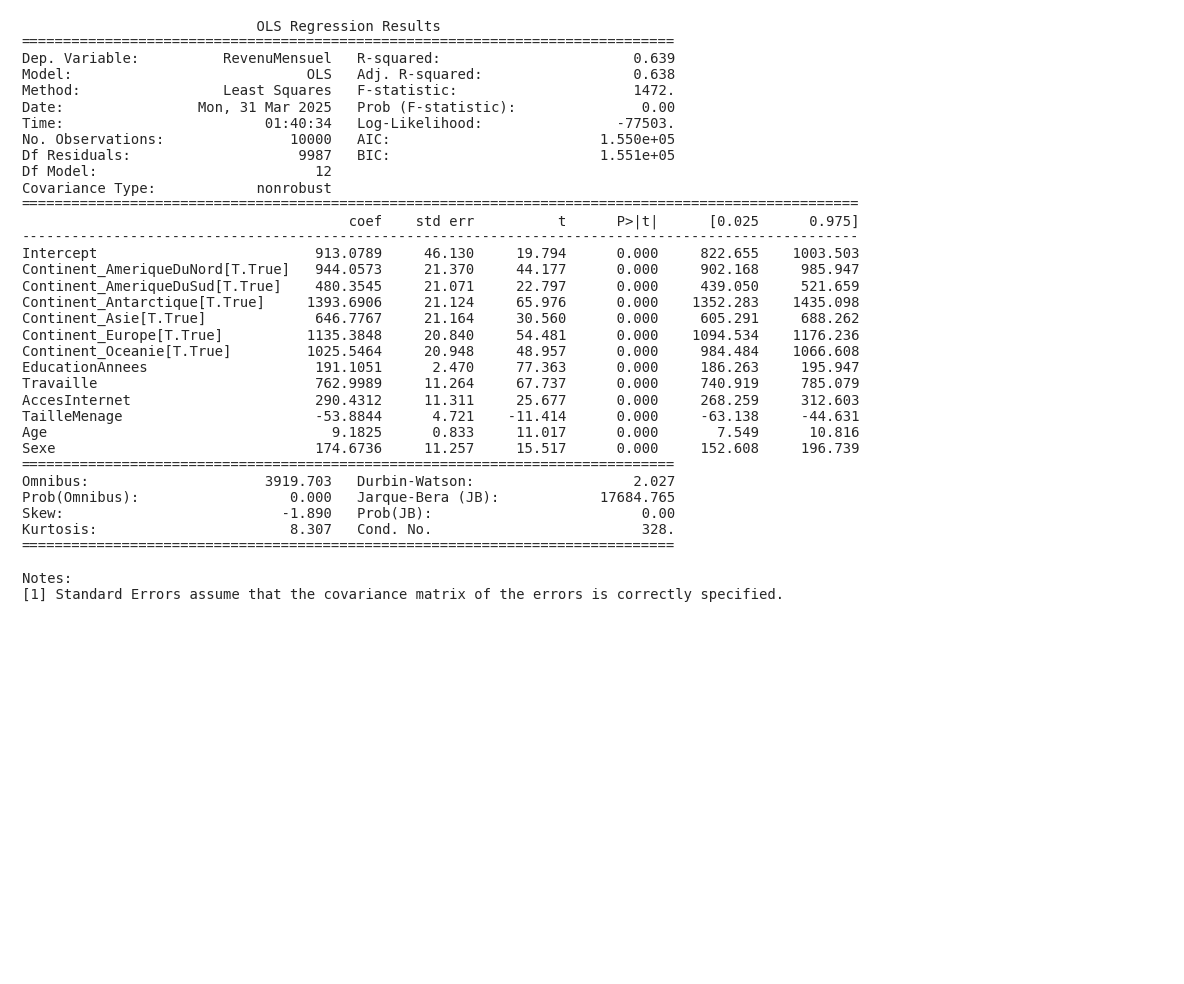 OLS Regression Results
==============================================================================
Dep. Variable:          RevenuMensuel   R-squared:                       0.639
Model:                            OLS   Adj. R-squared:                  0.638
Method:                 Least Squares   F-statistic:                     1472.
Date:                Mon, 31 Mar 2025   Prob (F-statistic):               0.00
Time:                        01:40:34   Log-Likelihood:                -77503.
No. Observations:               10000   AIC:                         1.550e+05
Df Residuals:                    9987   BIC:                         1.551e+05
Df Model:                          12
Covariance Type:            nonrobust
====================================================================================================
                                       coef    std err          t      P>|t|      [0.025      0.975]
----------------------------------------------------------------------------------------------------
Intercept                          913.0789     46.130     19.794      0.000     822.655    1003.503
Continent_AmeriqueDuNord[T.True]   944.0573     21.370     44.177      0.000     902.168     985.947
Continent_AmeriqueDuSud[T.True]    480.3545     21.071     22.797      0.000     439.050     521.659
Continent_Antarctique[T.True]     1393.6906     21.124     65.976      0.000    1352.283    1435.098
Continent_Asie[T.True]             646.7767     21.164     30.560      0.000     605.291     688.262
Continent_Europe[T.True]          1135.3848     20.840     54.481      0.000    1094.534    1176.236
Continent_Oceanie[T.True]         1025.5464     20.948     48.957      0.000     984.484    1066.608
EducationAnnees                    191.1051      2.470     77.363      0.000     186.263     195.947
Travaille                          762.9989     11.264     67.737      0.000     740.919     785.079
AccesInternet                      290.4312     11.311     25.677      0.000     268.259     312.603
TailleMenage                       -53.8844      4.721    -11.414      0.000     -63.138     -44.631
Age                                  9.1825      0.833     11.017      0.000       7.549      10.816
Sexe                               174.6736     11.257     15.517      0.000     152.608     196.739
==============================================================================
Omnibus:                     3919.703   Durbin-Watson:                   2.027
Prob(Omnibus):                  0.000   Jarque-Bera (JB):            17684.765
Skew:                          -1.890   Prob(JB):                         0.00
Kurtosis:                       8.307   Cond. No.                         328.
==============================================================================

Notes:
[1] Standard Errors assume that the covariance matrix of the errors is correctly specified.